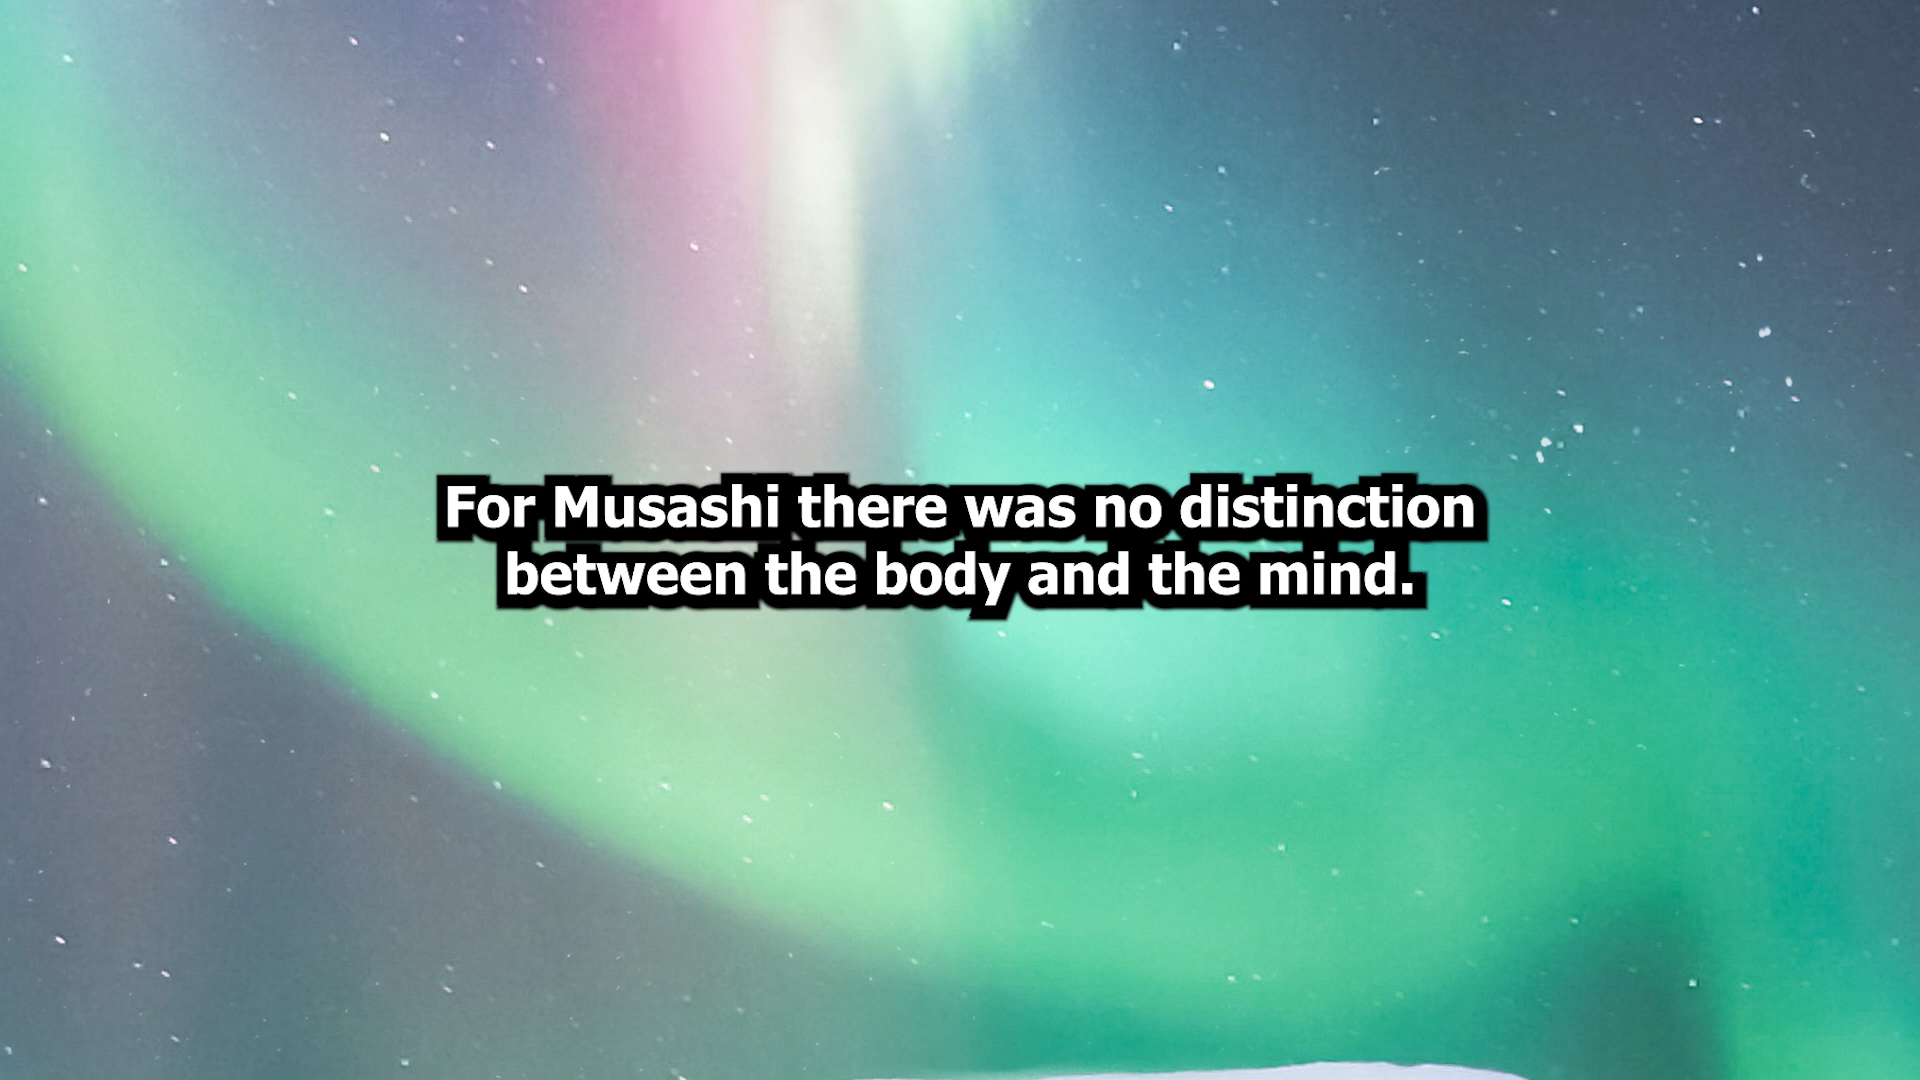 For Musashi there was no distinction
between the body and the mind.